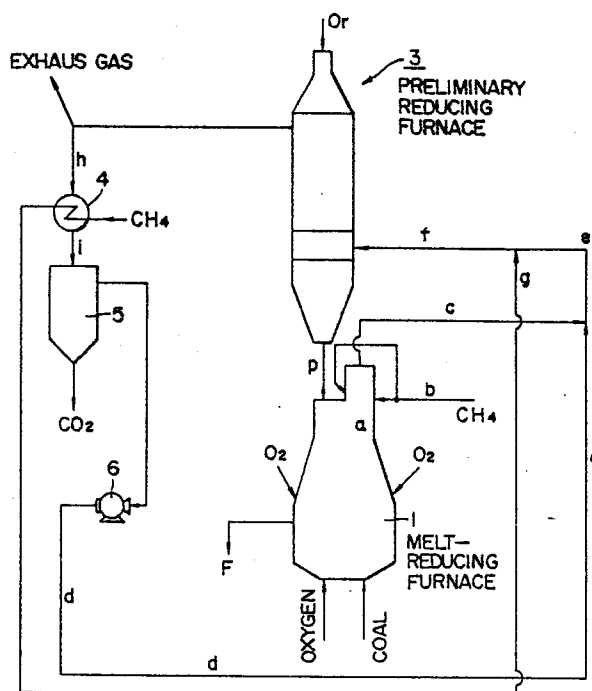 Or
EXHAUS GAS
3
PRELIMINARY
REDUCING
FURNACE
h
4
CH4
i
f
e
g
5
c
p
b
CH4
a
CO2
O2
O2
6
1
F
MELT-
REDUCING
FURNACE
d
OXYGEN
COAL
d